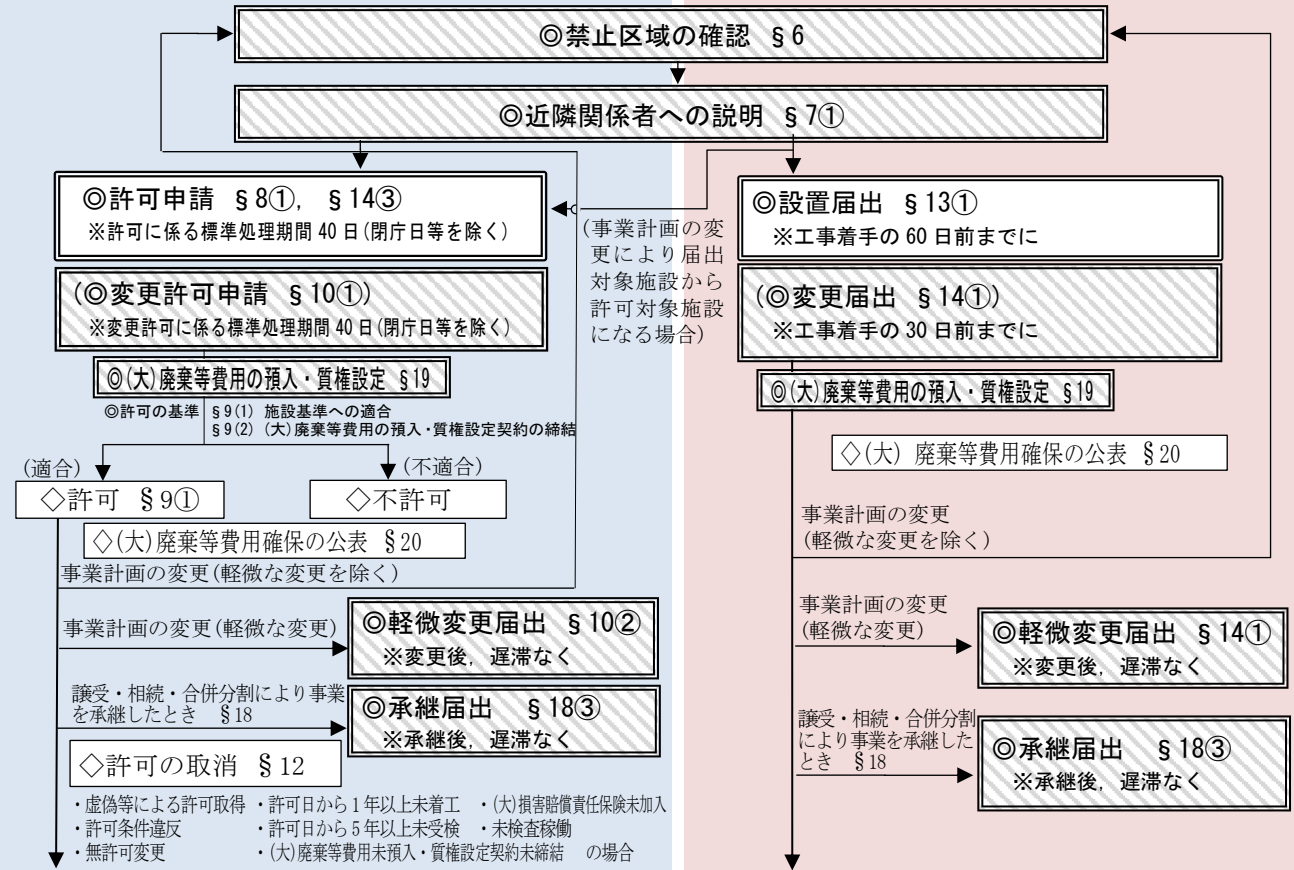 ◎禁止区域の確認 §6
◎近隣関係者への説明 §7①
◎許可申請 §8①, §14③
※許可に係る標準処理期間 40 日(閉庁日等を除く)
(◎変更許可申請 §10①)
※変更許可に係る標準処理期間 40 日(閉庁日等を除く)
◎(大)廃棄等費用の預入・質権設定 §19
◎許可の基準 §9(1) 施設基準への適合
§9(2) (大)廃棄等費用の預入・質権設定契約の締結
(適合)
(不適合)
◇許可 §9①
◇不許可
◇(大)廃棄等費用確保の公表 §20
事業計画の変更(軽微な変更を除く)
事業計画の変更(軽微な変更)
◎軽微変更届出 §10②
※変更後, 遅滞なく
譲受・相続・合併分割により事業
を承継したとき §18
◎承継届出 §18③
※承継後, 遅滞なく
◇許可の取消 §12
・虚偽等による許可取得 ・許可日から1年以上未着工 ・(大)損害賠償責任保険未加入
・許可条件違反 ・許可日から5年以上未受検 ・未検査稼働
・無許可変更 ・(大)廃棄等費用未預入・質権設定契約未締結 の場合
(事業計画の変
更により届出
対象施設から
許可対象施設
になる場合)
◎設置届出 §13①
※工事着手の 60 日前までに
(◎変更届出 §14①)
※工事着手の 30 日前までに
◎(大)廃棄等費用の預入・質権設定 §19
◇(大) 廃棄等費用確保の公表 §20
事業計画の変更
(軽微な変更を除く)
事業計画の変更
(軽微な変更)
◎軽微変更届出 §14①
※変更後, 遅滞なく
譲受・相続・合併分割
により事業を承継した
とき §18
◎承継届出 §18③
※承継後, 遅滞なく